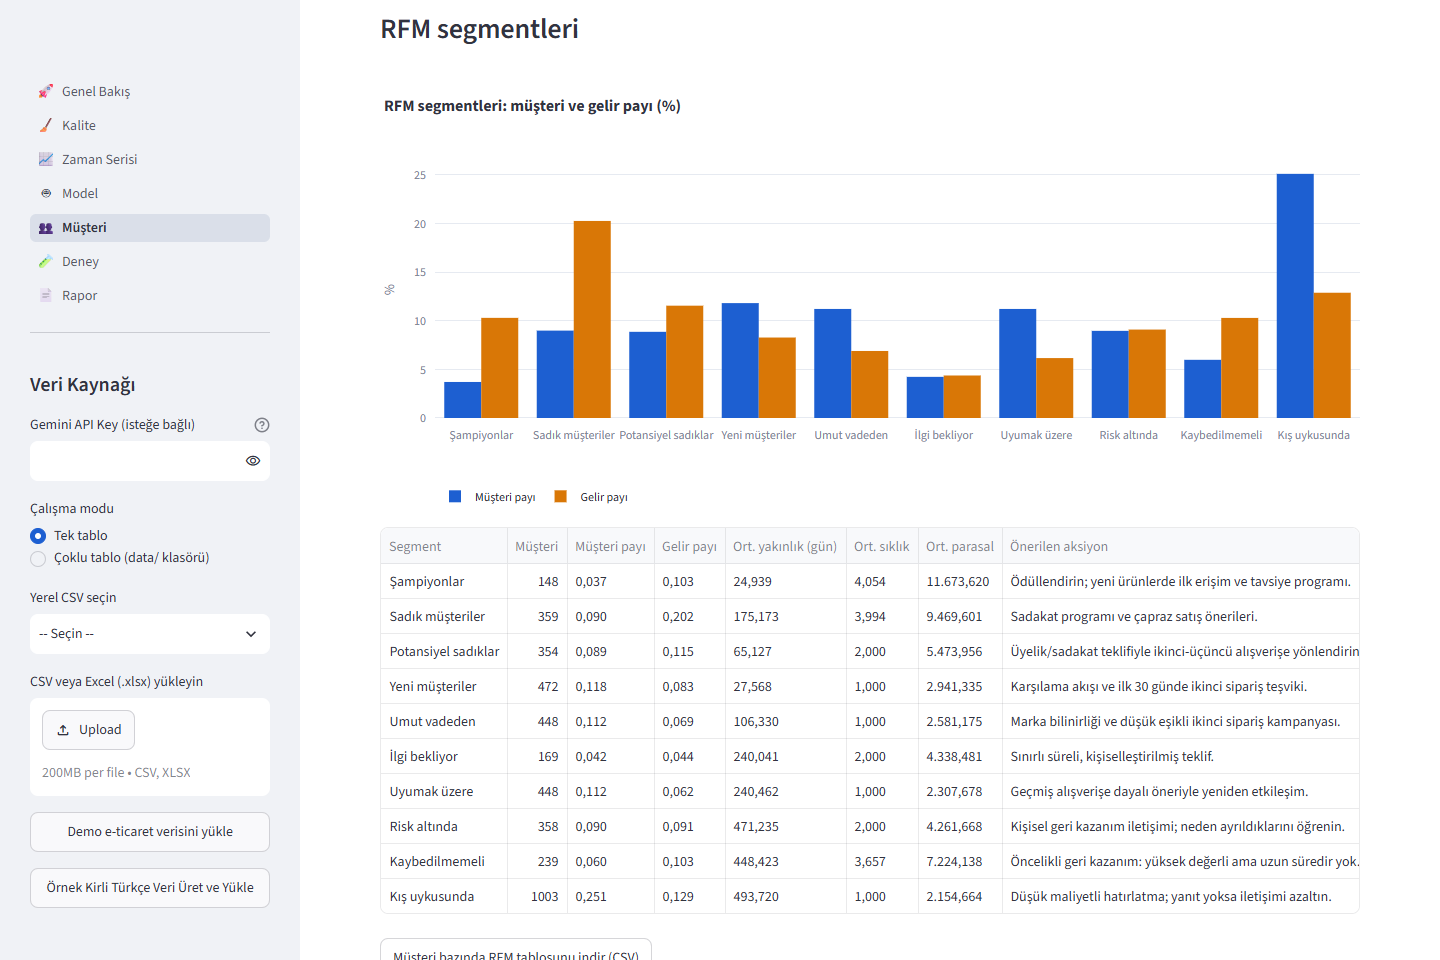 Genel Bakış
Kalite
Zaman Serisi
Model
Müşteri
Deney
Rapor
Veri Kaynağı
Gemini API Key (isteğe bağlı)
Çalışma modu
Tek tablo
Çoklu tablo (data/ klasörü)
Yerel CSV seçin
-- Seçin --
CSV veya Excel (.xlsx) yükleyin
Upload
200MB per file • CSV, XLSX
Demo e-ticaret verisini yükle
Örnek Kirli Türkçe Veri Üret ve Yükle
RFM segmentleri
RFM segmentleri: müşteri ve gelir payı (%)
25
20
15
10
5
0
%
Şampiyonlar Sadık müşteriler Potansiyel sadıklar Yeni müşteriler Umut vadeden İlgi bekliyor Uyumak üzere Risk altında Kaybedilmemeli Kış uykusunda
Müşteri payı Gelir payı
Segment Müşteri Müşteri payı Gelir payı Ort. yakınlık (gün) Ort. sıklık Ort. parasal Önerilen aksiyon
Şampiyonlar 148 0,037 0,103 24,939 4,054 11.673,620 Ödüllendirin; yeni ürünlerde ilk erişim ve tavsiye programı.
Sadık müşteriler 359 0,090 0,202 175,173 3,994 9.469,601 Sadakat programı ve çapraz satış önerileri.
Potansiyel sadıklar 354 0,089 0,115 65,127 2,000 5.473,956 Üyelik/sadakat teklifiyle ikinci-üçüncü alışverişe yönlendirin
Yeni müşteriler 472 0,118 0,083 27,568 1,000 2.941,335 Karşılama akışı ve ilk 30 günde ikinci sipariş teşviki.
Umut vadeden 448 0,112 0,069 106,330 1,000 2.581,175 Marka bilinirliği ve düşük eşikli ikinci sipariş kampanyası.
İlgi bekliyor 169 0,042 0,044 240,041 2,000 4.338,481 Sınırlı süreli, kişiselleştirilmiş teklif.
Uyumak üzere 448 0,112 0,062 240,462 1,000 2.307,678 Geçmiş alışverişe dayalı öneriyle yeniden etkileşim.
Risk altında 358 0,090 0,091 471,235 2,000 4.261,668 Kişisel geri kazanım iletişimi; neden ayrıldıklarını öğrenin.
Kaybedilmemeli 239 0,060 0,103 448,423 3,657 7.224,138 Öncelikli geri kazanım: yüksek değerli ama uzun süredir yok.
Kış uykusunda 1003 0,251 0,129 493,720 1,000 2.154,664 Düşük maliyetli hatırlatma; yanıt yoksa iletişimi azaltın.
Müşteri bazında RFM tablosunu indir (CSV)